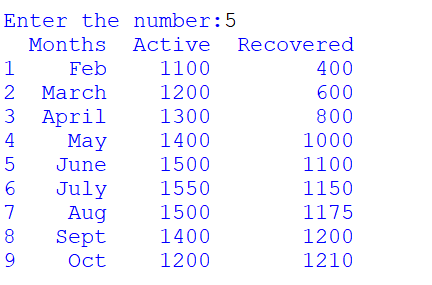 Enter the number:5
Months Active Recovered
1 Feb 1100 400
2 March 1200 600
3 April 1300 800
4 May 1400 1000
5 June 1500 1100
6 July 1550 1150
7 Aug 1500 1175
8 Sept 1400 1200
9 Oct 1200 1210